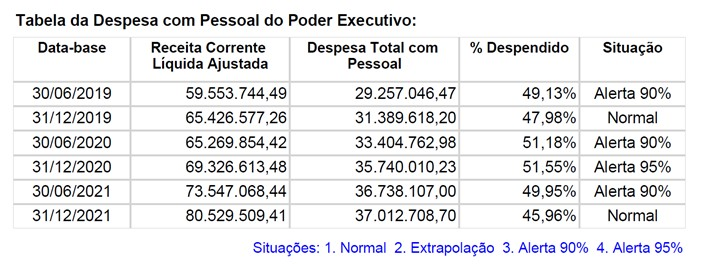 Tabela da Despesa com Pessoal do Poder Executivo:
Data-base Receita Corrente Líquida Ajustada Despesa Total com Pessoal % Despendido Situação
30/06/2019 59.553.744,49 29.257.046,47 49,13% Alerta 90%
31/12/2019 65.426.577,26 31.389.618,20 47,98% Normal
30/06/2020 65.269.854,42 33.404.762,98 51,18% Alerta 90%
31/12/2020 69.326.613,48 35.740.010,23 51,55% Alerta 95%
30/06/2021 73.547.068,44 36.738.107,00 49,95% Alerta 90%
31/12/2021 80.529.509,41 37.012.708,70 45,96% Normal
Situações: 1. Normal 2. Extrapolação 3. Alerta 90% 4. Alerta 95%